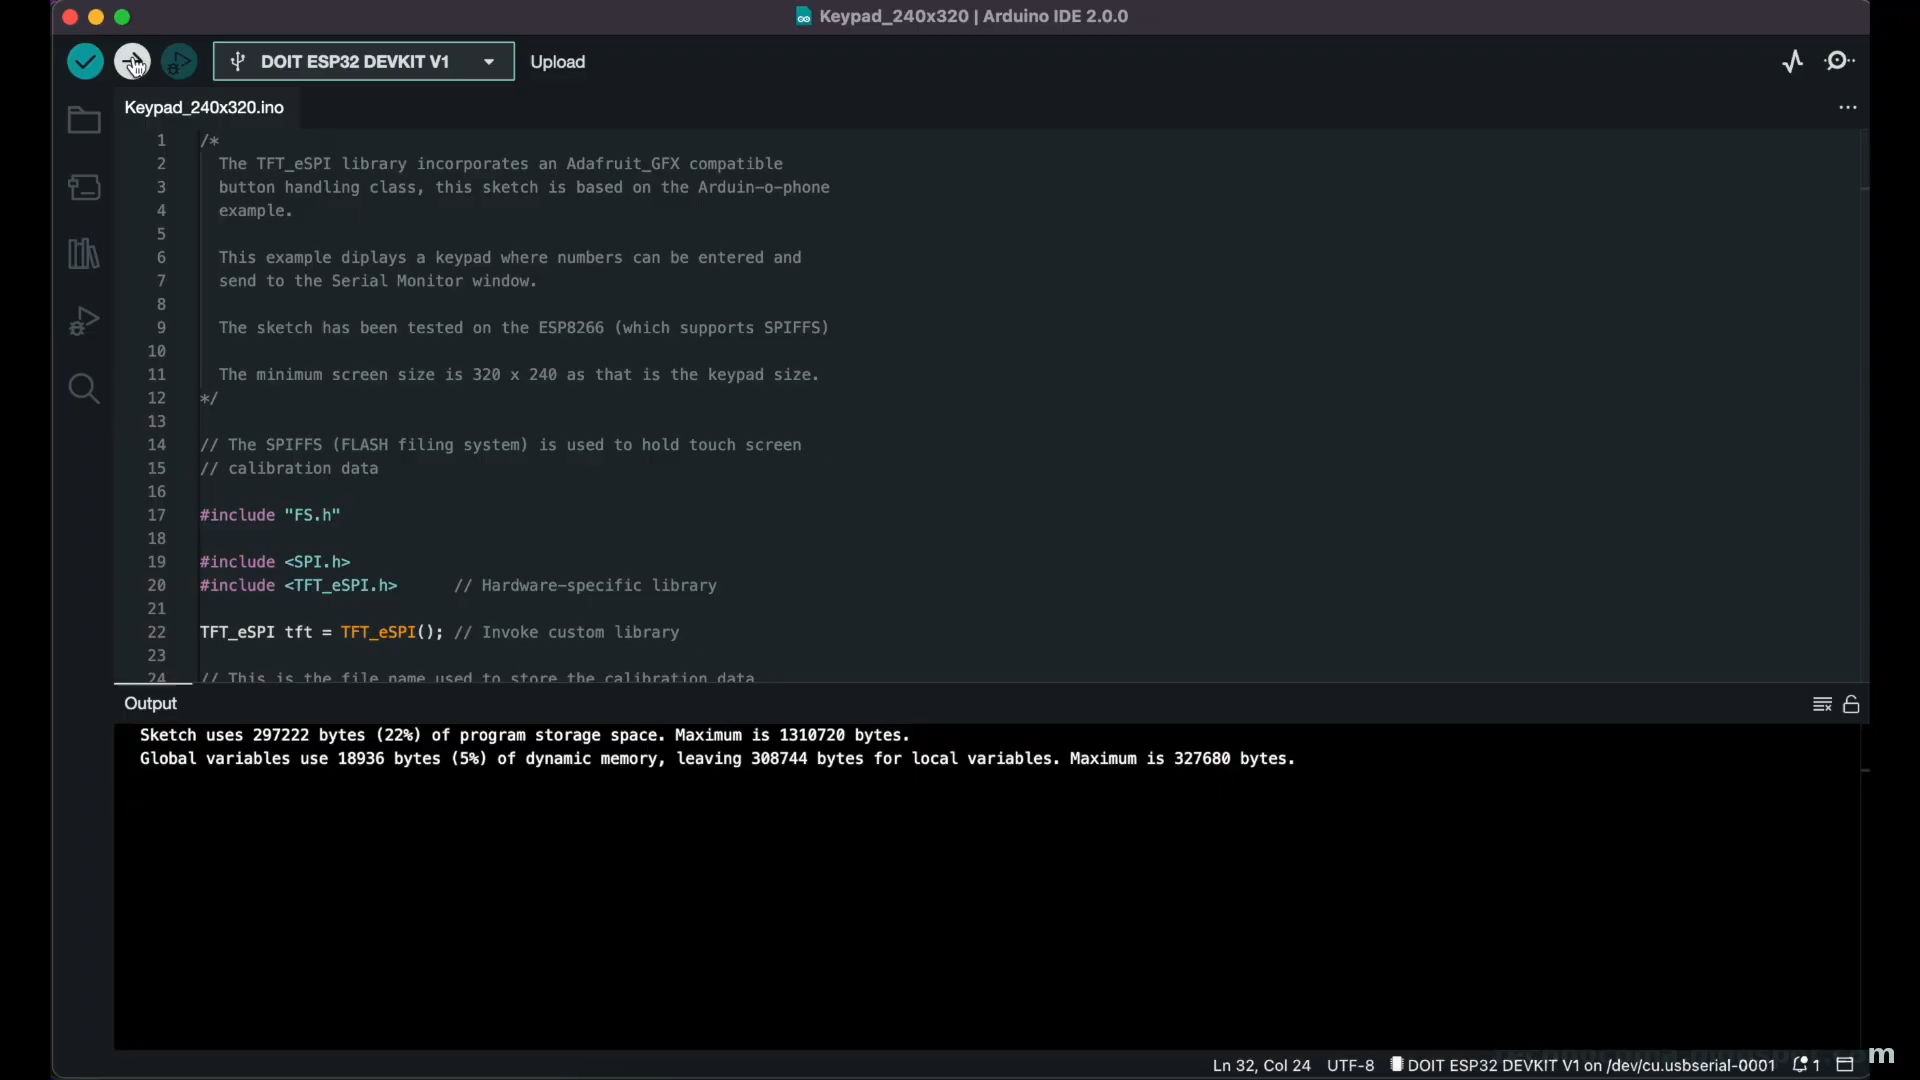 Keypad_240x320 | Arduino IDE 2.0.0
DOIT ESP32 DEVKIT V1
Upload
Keypad_240x320.ino
1 /*
2 The TFT_eSPI library incorporates an Adafruit_GFX compatible
3 button handling class, this sketch is based on the Arduin-o-phone
4 example.
5
6 This example diplays a keypad where numbers can be entered and
7 send to the Serial Monitor window.
8
9 The sketch has been tested on the ESP8266 (which supports SPIFFS)
10
11 The minimum screen size is 320 x 240 as that is the keypad size.
12 */
13
14 // The SPIFFS (FLASH filing system) is used to hold touch screen
15 // calibration data
16
17 #include "FS.h"
18
19 #include <SPI.h>
20 #include <TFT_eSPI.h> // Hardware-specific library
21
22 TFT_eSPI tft = TFT_eSPI(); // Invoke custom library
23
24 // This is the file name used to store the calibration data
Output
Sketch uses 297222 bytes (22%) of program storage space. Maximum is 1310720 bytes.
Global variables use 18936 bytes (5%) of dynamic memory, leaving 308744 bytes for local variables. Maximum is 327680 bytes.
Ln 32, Col 24 UTF-8 DOIT ESP32 DEVKIT V1 on /dev/cu.usbserial-0001 1